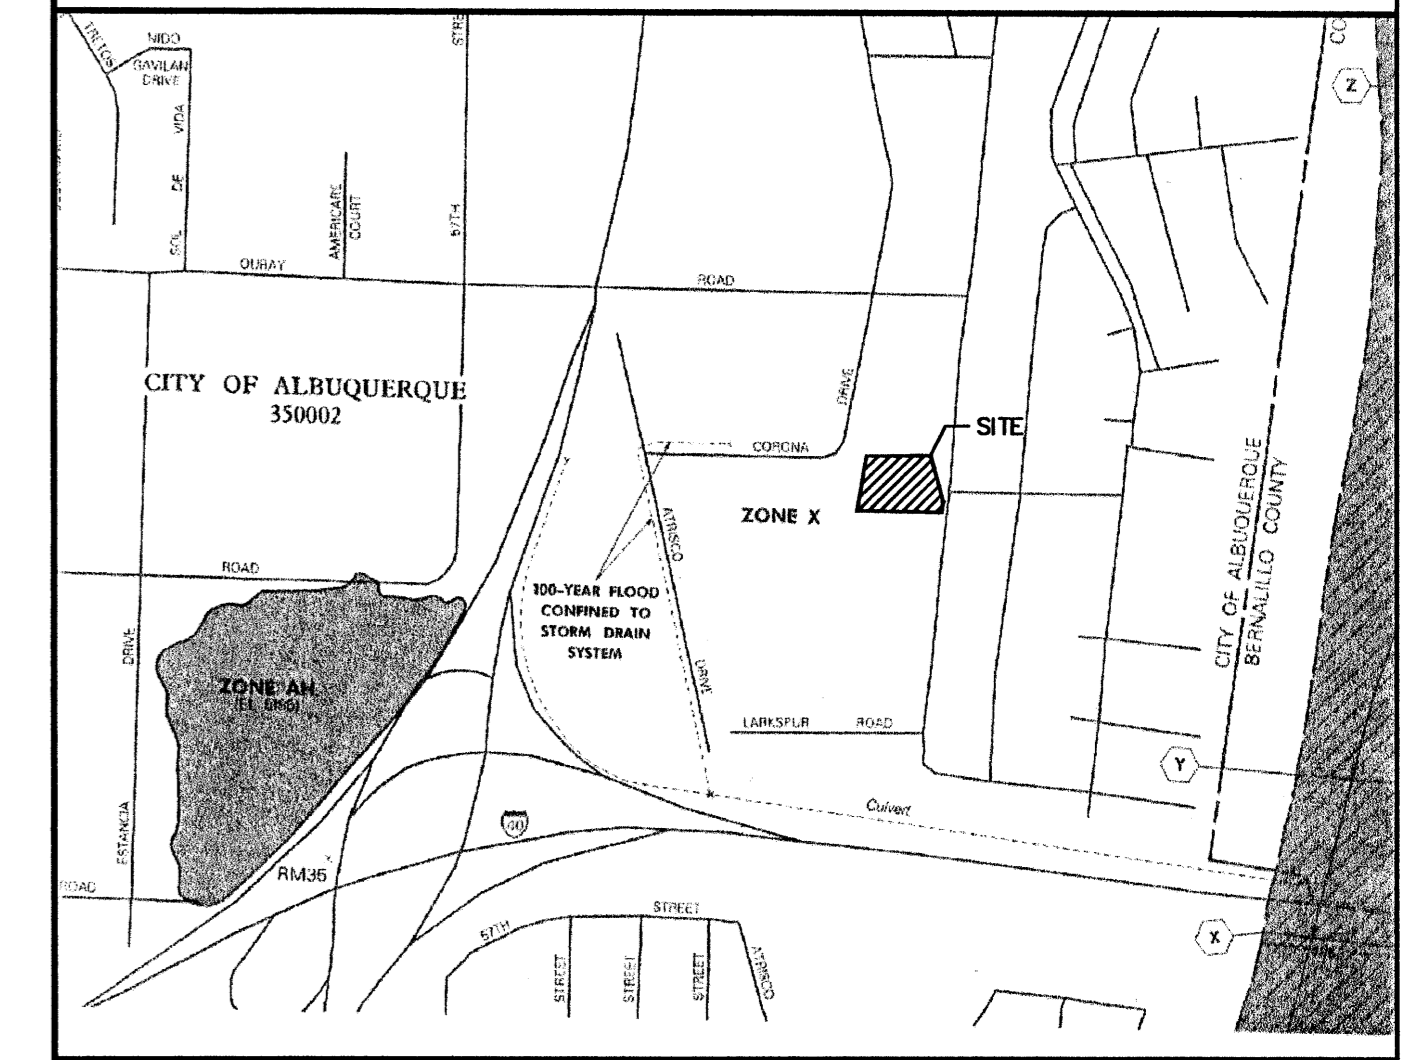 NIDO
GAVILAN
DRIVE
SOL DE VIDA
AMERICARE
COURT
57TH
STRE
CO
Z
OURAY
ROAD
CITY OF ALBUQUERQUE
350002
DRIVE
CORONA
SITE
ZONE X
ATRISCO
DRIVE
100-YEAR FLOOD
CONFINED TO
STORM DRAIN
SYSTEM
ROAD
DRIVE
ESTANCIA
ZONE AH
CITY OF ALBUQUERQUE
BERNALILLO COUNTY
LARKSPUR ROAD
Y
Culvert
40
RM35
ROAD
57TH
STREET
STREET
STREET
STREET
ATRISCO
X